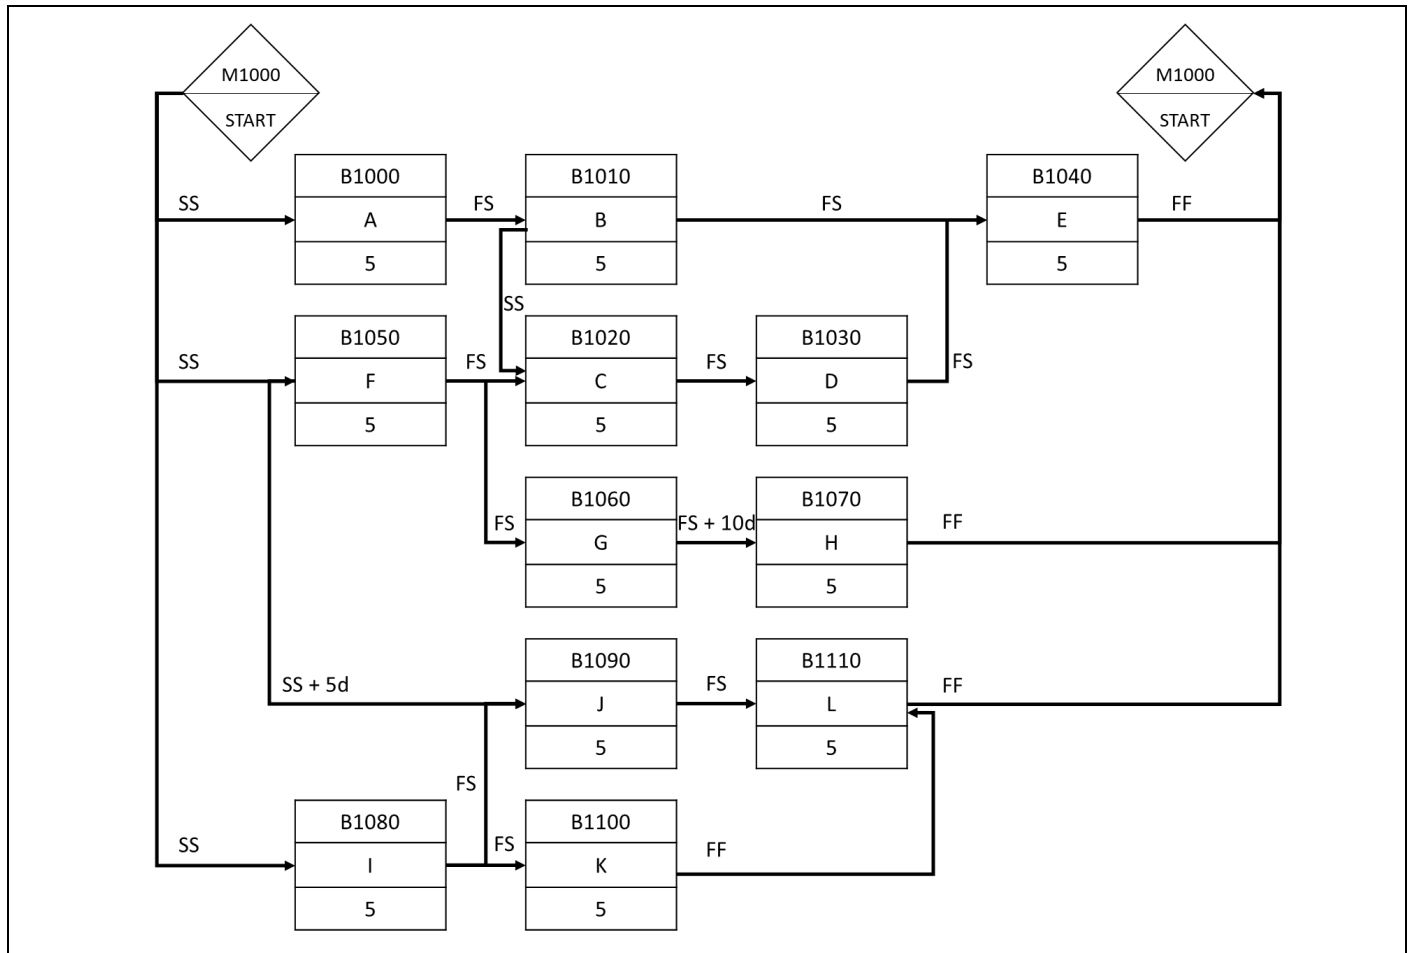 M1000
START
M1000
START
B1000
A
5
B1010
B
5
B1040
E
5
SS
FS
FS
FF
SS
B1050
F
5
B1020
C
5
B1030
D
5
SS
FS
FS
FS
B1060
G
5
B1070
H
5
FS
FS + 10d
FF
B1090
J
5
B1110
L
5
SS + 5d
FS
FF
FS
B1080
I
5
B1100
K
5
SS
FS
FF